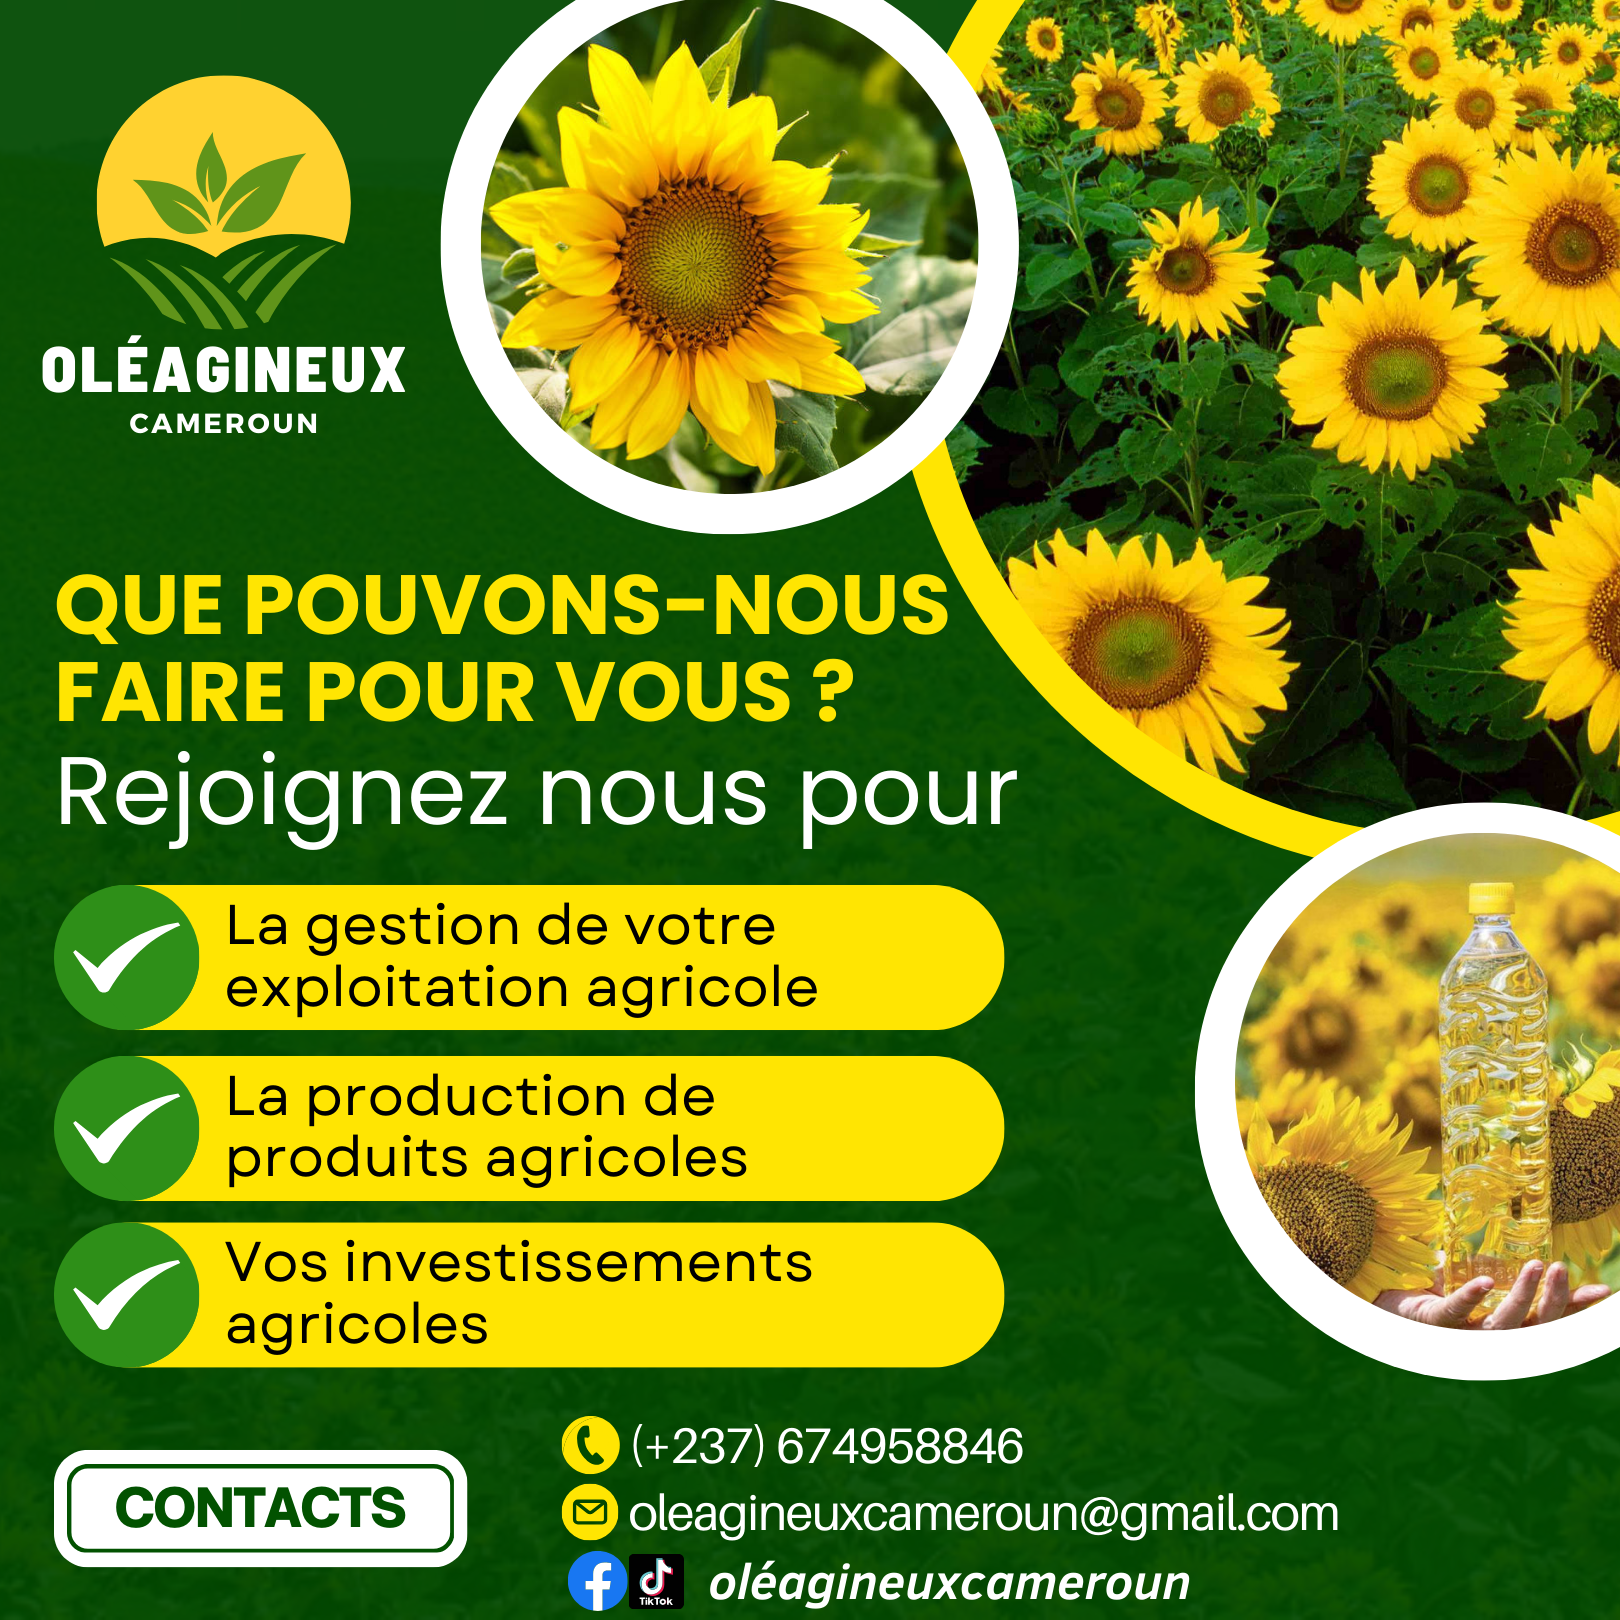 OLÉAGINEUX
CAMEROUN
QUE POUVONS-NOUS
FAIRE POUR VOUS ?
Rejoignez nous pour
La gestion de votre
exploitation agricole
La production de
produits agricoles
Vos investissements
agricoles
CONTACTS
(+237) 674958846
oleagineuxcameroun@gmail.com
TikTok
oléagineuxcameroun